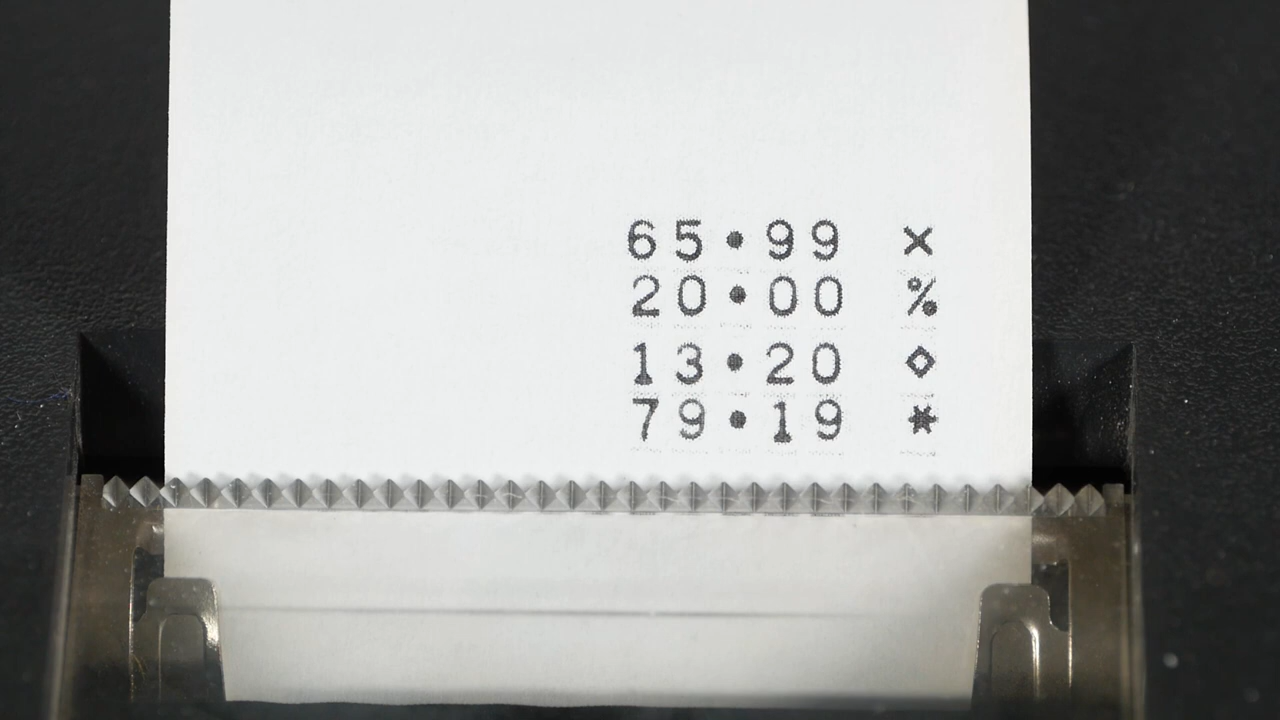 65•99 ×
20•00 %
13•20 ◇
79•19 *